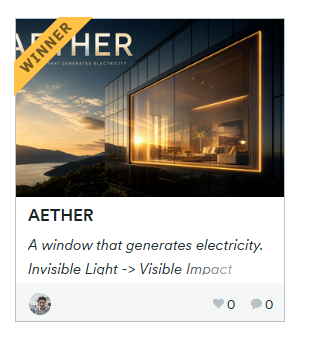 WINNER
AETHER
THAT GENERATES ELECTRICITY
AETHER
A window that generates electricity.
Invisible Light -> Visible Impact
0 0